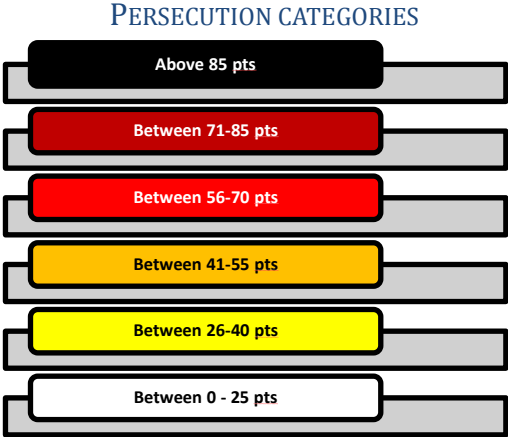 PERSECUTION CATEGORIES
Above 85 pts
Between 71-85 pts
Between 56-70 pts
Between 41-55 pts
Between 26-40 pts
Between 0 - 25 pts